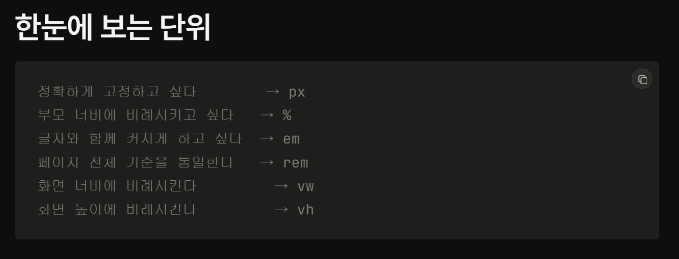 한눈에 보는 단위
정확하게 고정하고 싶다 → px
부모 너비에 비례시키고 싶다 → %
글자와 함께 커지게 하고 싶다 → em
페이지 전체 기준을 통일한다 → rem
화면 너비에 비례시킨다 → vw
화면 높이에 비례시킨다 → vh